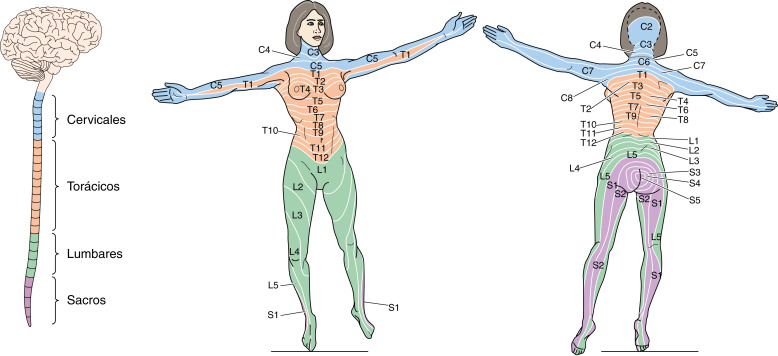 Cervicales
Torácicos
Lumbares
Sacros
C4
C3
C5
C5
T1
C5
T1
T1
T2
T4
T3
T5
T6
T7
T8
T10
T9
T11
T12
L1
L2
L3
L4
L5
S1
S1
C2
C4
C3
C5
C6
C7
C7
T1
C8
T3
T2
T5
T4
T7
T6
T9
T8
T10
T11
T12
L1
L2
L3
L4
L5
L5
S3
S1
S4
S2
S2
S1
S5
L5
S2
S1